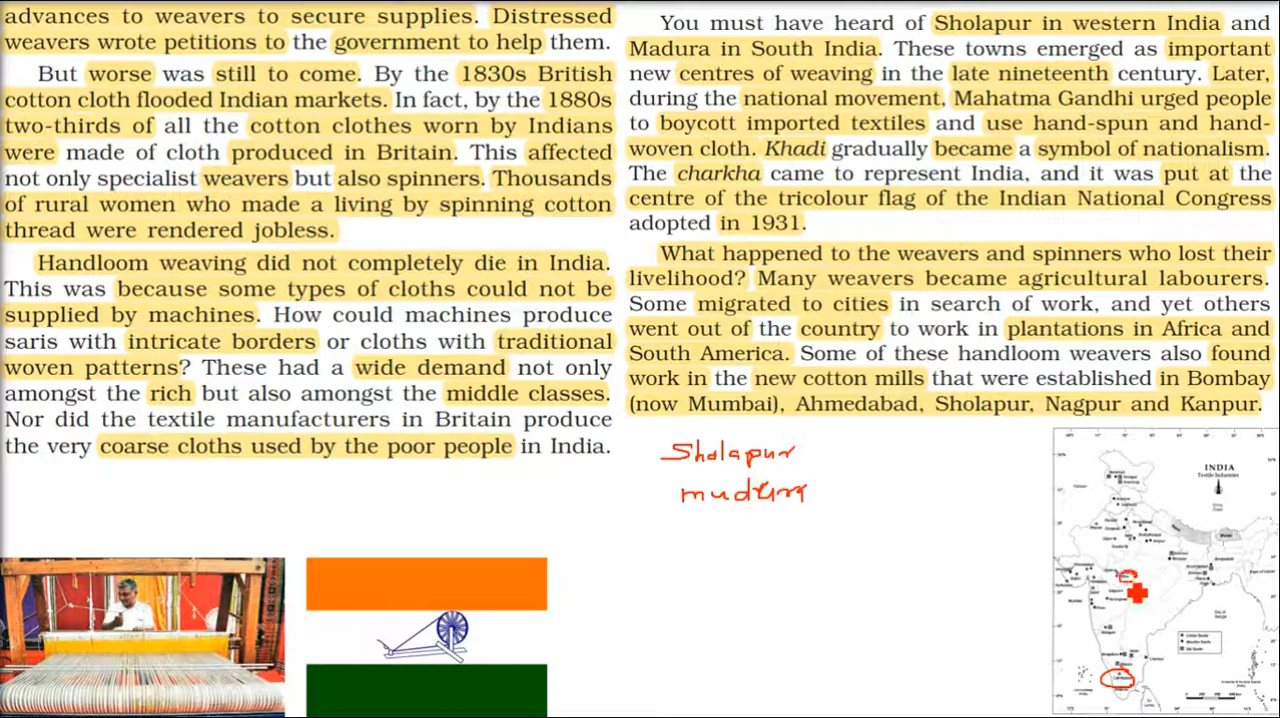 advances to weavers to secure supplies. Distressed
weavers wrote petitions to the government to help them.
But worse was still to come. By the 1830s British
cotton cloth flooded Indian markets. In fact, by the 1880s
two-thirds of all the cotton clothes worn by Indians
were made of cloth produced in Britain. This affected
not only specialist weavers but also spinners. Thousands
of rural women who made a living by spinning cotton
thread were rendered jobless.
Handloom weaving did not completely die in India.
This was because some types of cloths could not be
supplied by machines. How could machines produce
saris with intricate borders or cloths with traditional
woven patterns? These had a wide demand not only
amongst the rich but also amongst the middle classes.
Nor did the textile manufacturers in Britain produce
the very coarse cloths used by the poor people in India.
You must have heard of Sholapur in western India and
Madura in South India. These towns emerged as important
new centres of weaving in the late nineteenth century. Later,
during the national movement, Mahatma Gandhi urged people
to boycott imported textiles and use hand-spun and hand-
woven cloth. Khadi gradually became a symbol of nationalism.
The charkha came to represent India, and it was put at the
centre of the tricolour flag of the Indian National Congress
adopted in 1931.
What happened to the weavers and spinners who lost their
livelihood? Many weavers became agricultural labourers.
Some migrated to cities in search of work, and yet others
went out of the country to work in plantations in Africa and
South America. Some of these handloom weavers also found
work in the new cotton mills that were established in Bombay
(now Mumbai), Ahmedabad, Sholapur, Nagpur and Kanpur.
Sholapur
INDIA
Textile Industries